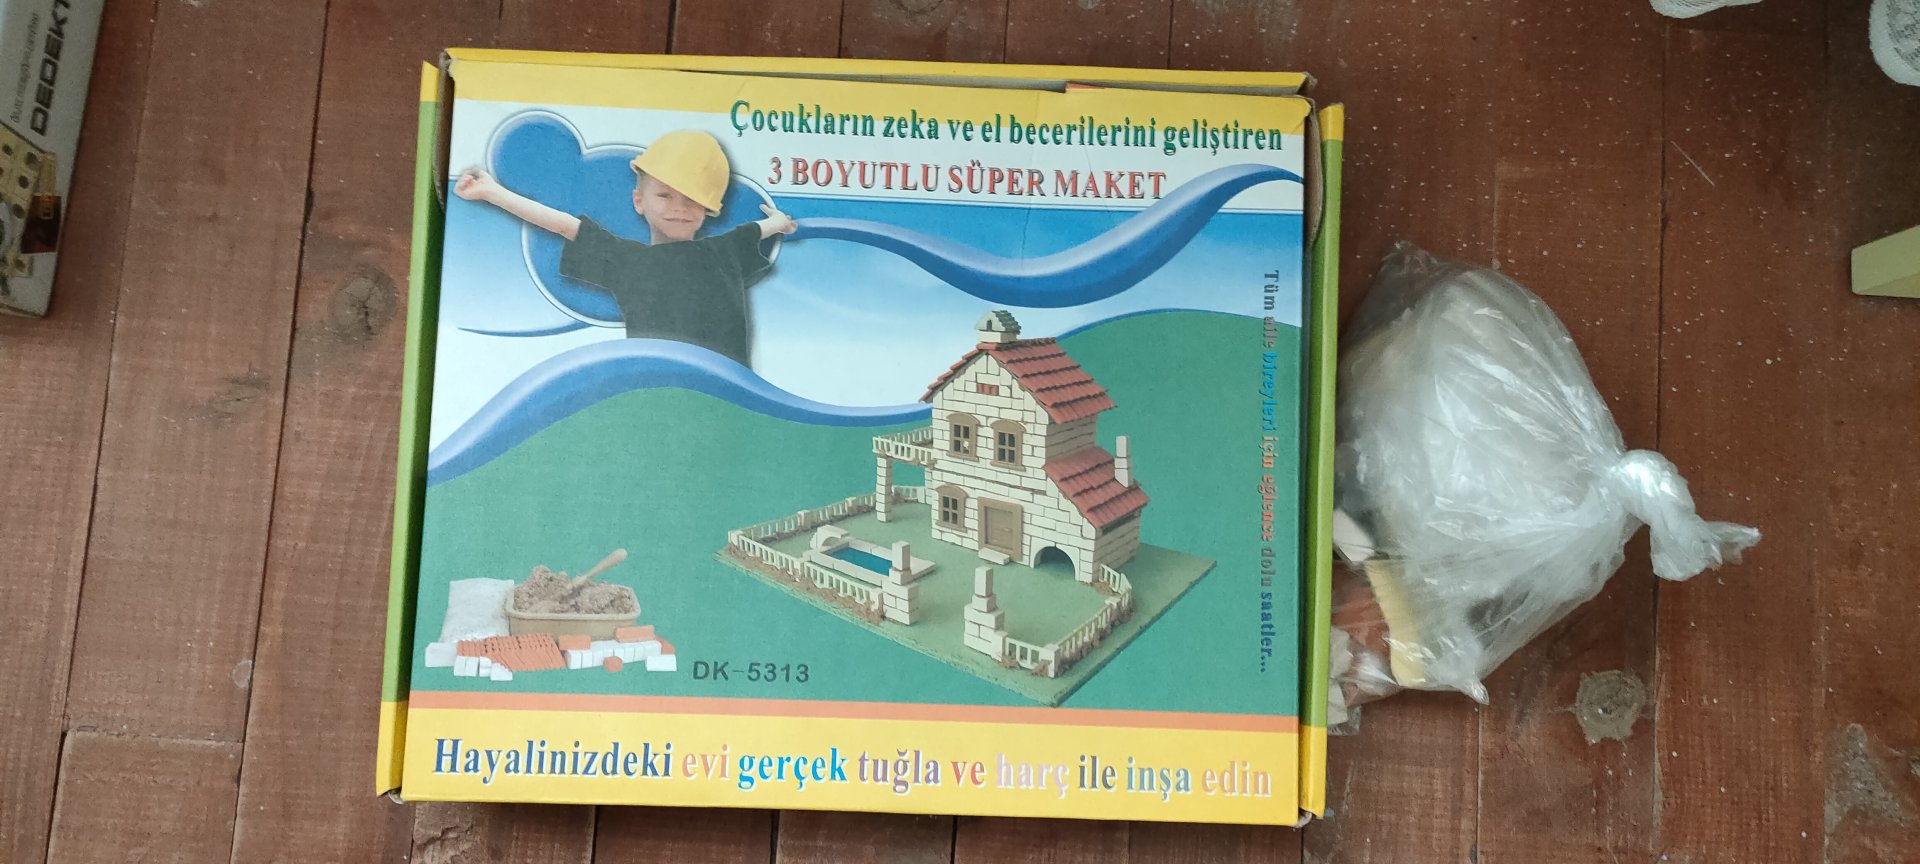 Çocukların zeka ve el becerilerini geliştiren
3 BOYUTLU SÜPER MAKET
Tüm aile bireyleri için eğlence dolu saatler...
DK-5313
Hayalinizdeki evi gerçek tuğla ve harç ile inşa edin
DEDEKT